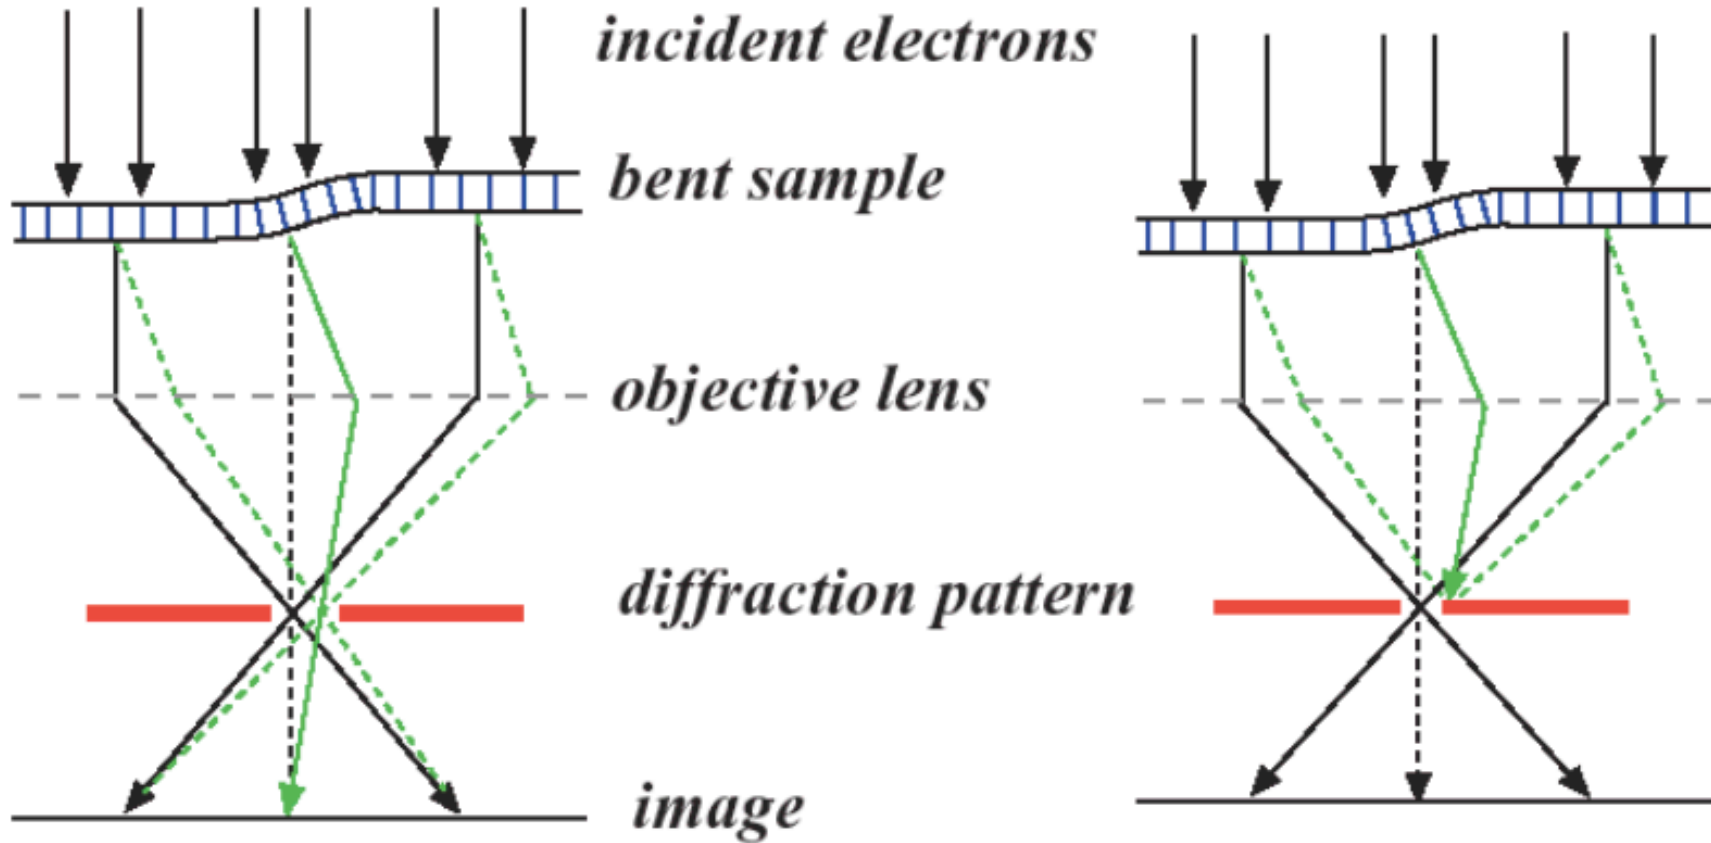 incident electrons
bent sample
objective lens
diffraction pattern
image